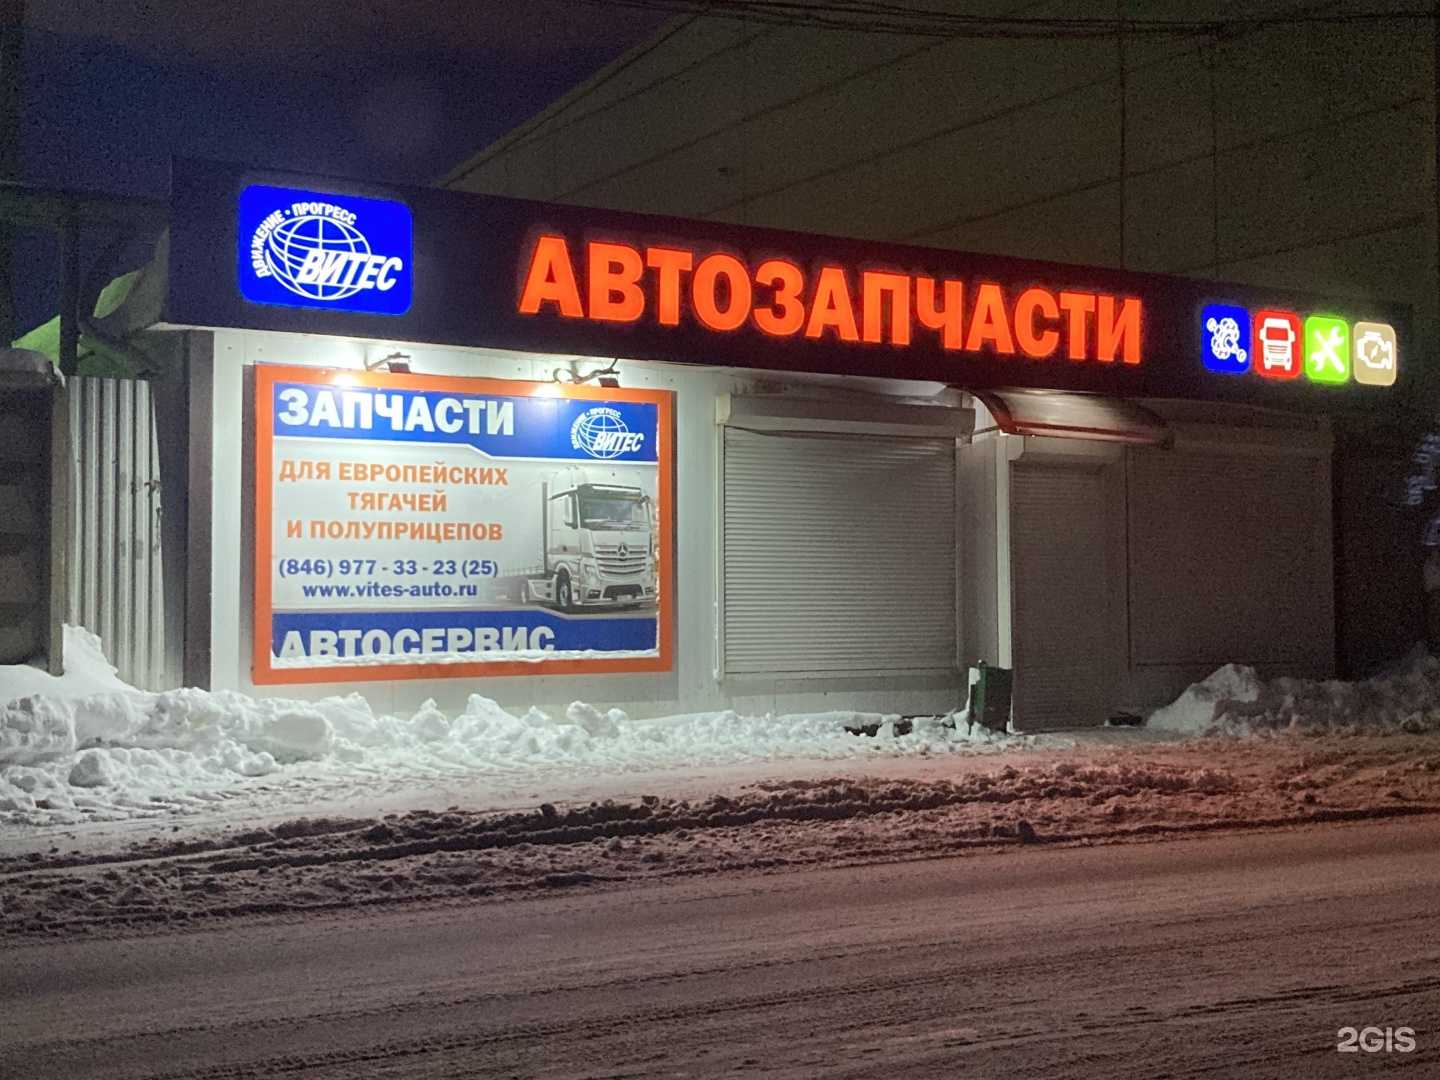 ДВИЖЕНИЕ • ПРОГРЕСС
ВИТЕС
АВТОЗАПЧАСТИ
ЗАПЧАСТИ
ДВИЖЕНИЕ • ПРОГРЕСС
ВИТЕС
ДЛЯ ЕВРОПЕЙСКИХ
ТЯГАЧЕЙ
И ПОЛУПРИЦЕПОВ
(846) 977 - 33 - 23 (25)
www.vites-auto.ru
АВТОСЕРВИС
2GIS